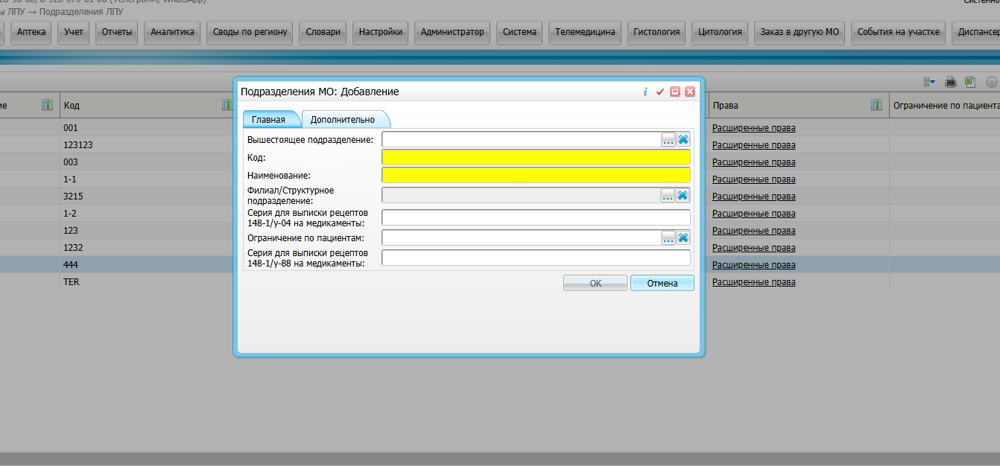 ы ЛПУ → Подразделения ЛПУ
Аптека Учет Отчеты Аналитика Своды по региону Словари Настройки Администратор Система Телемедицина Гистология Цитология Заказ в другую МО События на участке Диспансер
Подразделения МО: Добавление
ие Код Права Ограничение по пациента
Главная Дополнительно
001 Расширенные права
Вышестоящее подразделение: ...
123123 Расширенные права
Код:
003 Расширенные права
Наименование:
1-1 Расширенные права
Филиал/Структурное
подразделение: ...
3215 Расширенные права
Серия для выписки рецептов
148-1/у-04 на медикаменты:
1-2 Расширенные права
123 Расширенные права
Ограничение по пациентам: ...
1232 Расширенные права
Серия для выписки рецептов
148-1/у-88 на медикаменты:
444 Расширенные права
TER Расширенные права
ОК Отмена